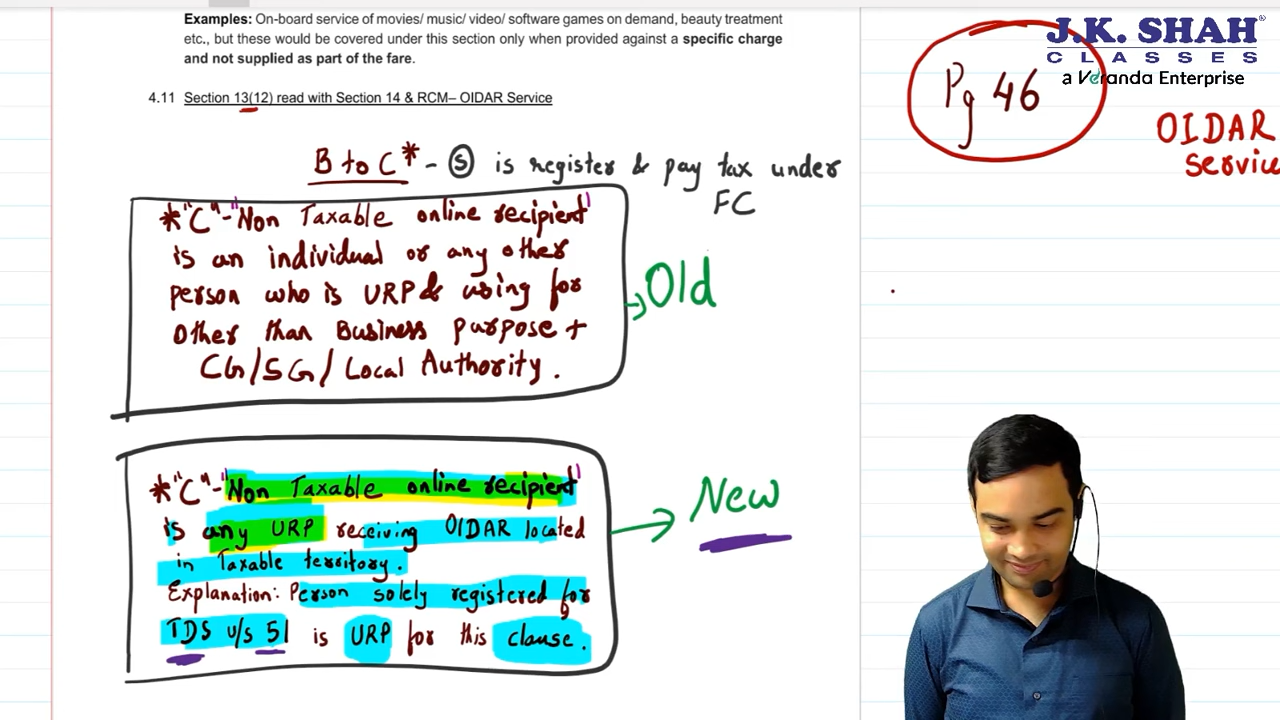 Examples: On-board service of movies/ music/ video/ software games on demand, beauty treatment
etc., but these would be covered under this section only when provided against a specific charge
and not supplied as part of the fare.
4.11 Section 13(12) read with Section 14 & RCM– OIDAR Service
J.K. SHAH
CLASSES
a Veranda Enterprise
Pg 46
OIDAR
Service
B to C* - (S) is register & pay tax under
FC
*"C"-"Non Taxable online recipient"
is an individual or any other
person who is URP & using for
Other than Business purpose +
CG/SG/Local Authority.
Old
*"C"-"Non Taxable online recipient"
is any URP receiving OIDAR located
in Taxable territory.
Explanation: Person solely registered for
TDS u/s 51 is URP for this clause.
New